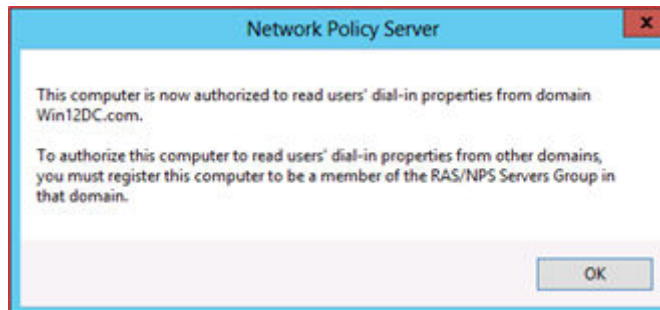 Network Policy Server
x
This computer is now authorized to read users' dial-in properties from domain
Win12DC.com.
To authorize this computer to read users' dial-in properties from other domains,
you must register this computer to be a member of the RAS/NPS Servers Group in
that domain.
OK